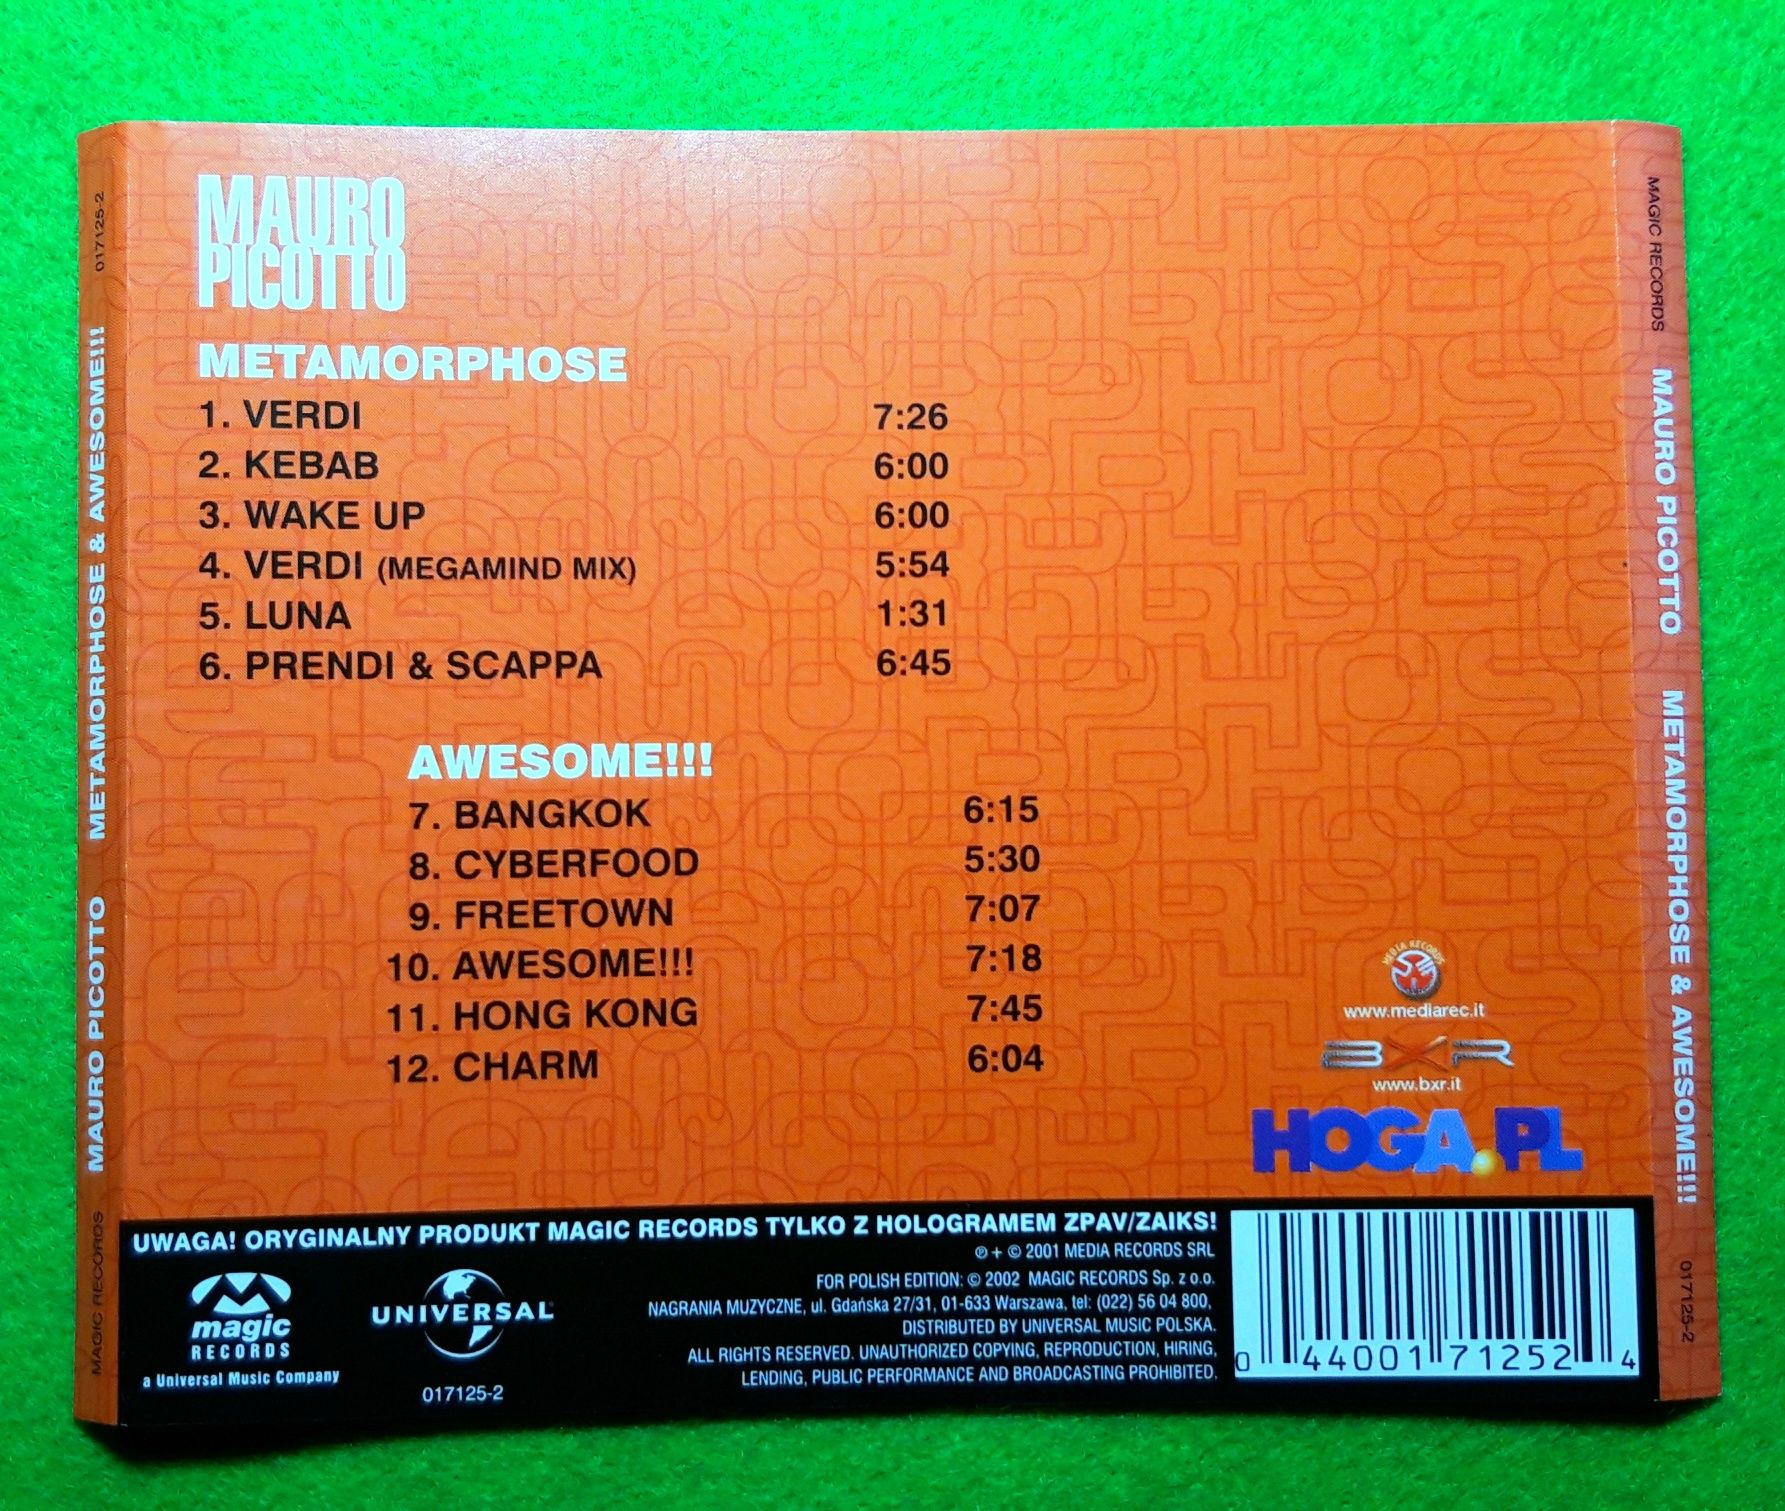 MAURO
PICOTTO
METAMORPHOSE
1. VERDI 7:26
2. KEBAB 6:00
3. WAKE UP 6:00
4. VERDI (MEGAMIND MIX) 5:54
5. LUNA 1:31
6. PRENDI & SCAPPA 6:45
AWESOME!!!
7. BANGKOK 6:15
8. CYBERFOOD 5:30
9. FREETOWN 7:07
10. AWESOME!!! 7:18
11. HONG KONG 7:45
12. CHARM 6:04
MEDIA RECORDS
www.mediarec.it
BXR
www.bxr.it
HOGA.PL
UWAGA! ORYGINALNY PRODUKT MAGIC RECORDS TYLKO Z HOLOGRAMEM ZPAV/ZAIKS!
℗ + © 2001 MEDIA RECORDS SRL
FOR POLISH EDITION: © 2002 MAGIC RECORDS Sp. z o.o.
NAGRANIA MUZYCZNE, ul. Gdańska 27/31, 01-633 Warszawa, tel: (022) 56 04 800,
DISTRIBUTED BY UNIVERSAL MUSIC POLSKA.
ALL RIGHTS RESERVED. UNAUTHORIZED COPYING, REPRODUCTION, HIRING,
LENDING, PUBLIC PERFORMANCE AND BROADCASTING PROHIBITED.
magic
RECORDS
a Universal Music Company
UNIVERSAL
017125-2
0 44001 71252 4
MAGIC RECORDS MAURO PICOTTO METAMORPHOSE & AWESOME!!! 017125-2
MAGIC RECORDS MAURO PICOTTO METAMORPHOSE & AWESOME!!! 017125-2